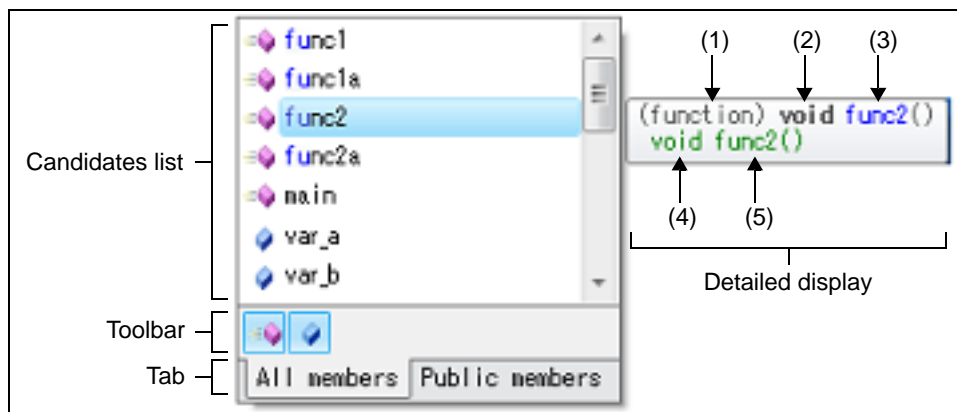 Candidates list
func1
func1a
func2
func2a
main
var_a
var_b
Toolbar
Tab
All members Public members
(1) (2) (3)
(function) void func2()
void func2()
(4) (5)
Detailed display